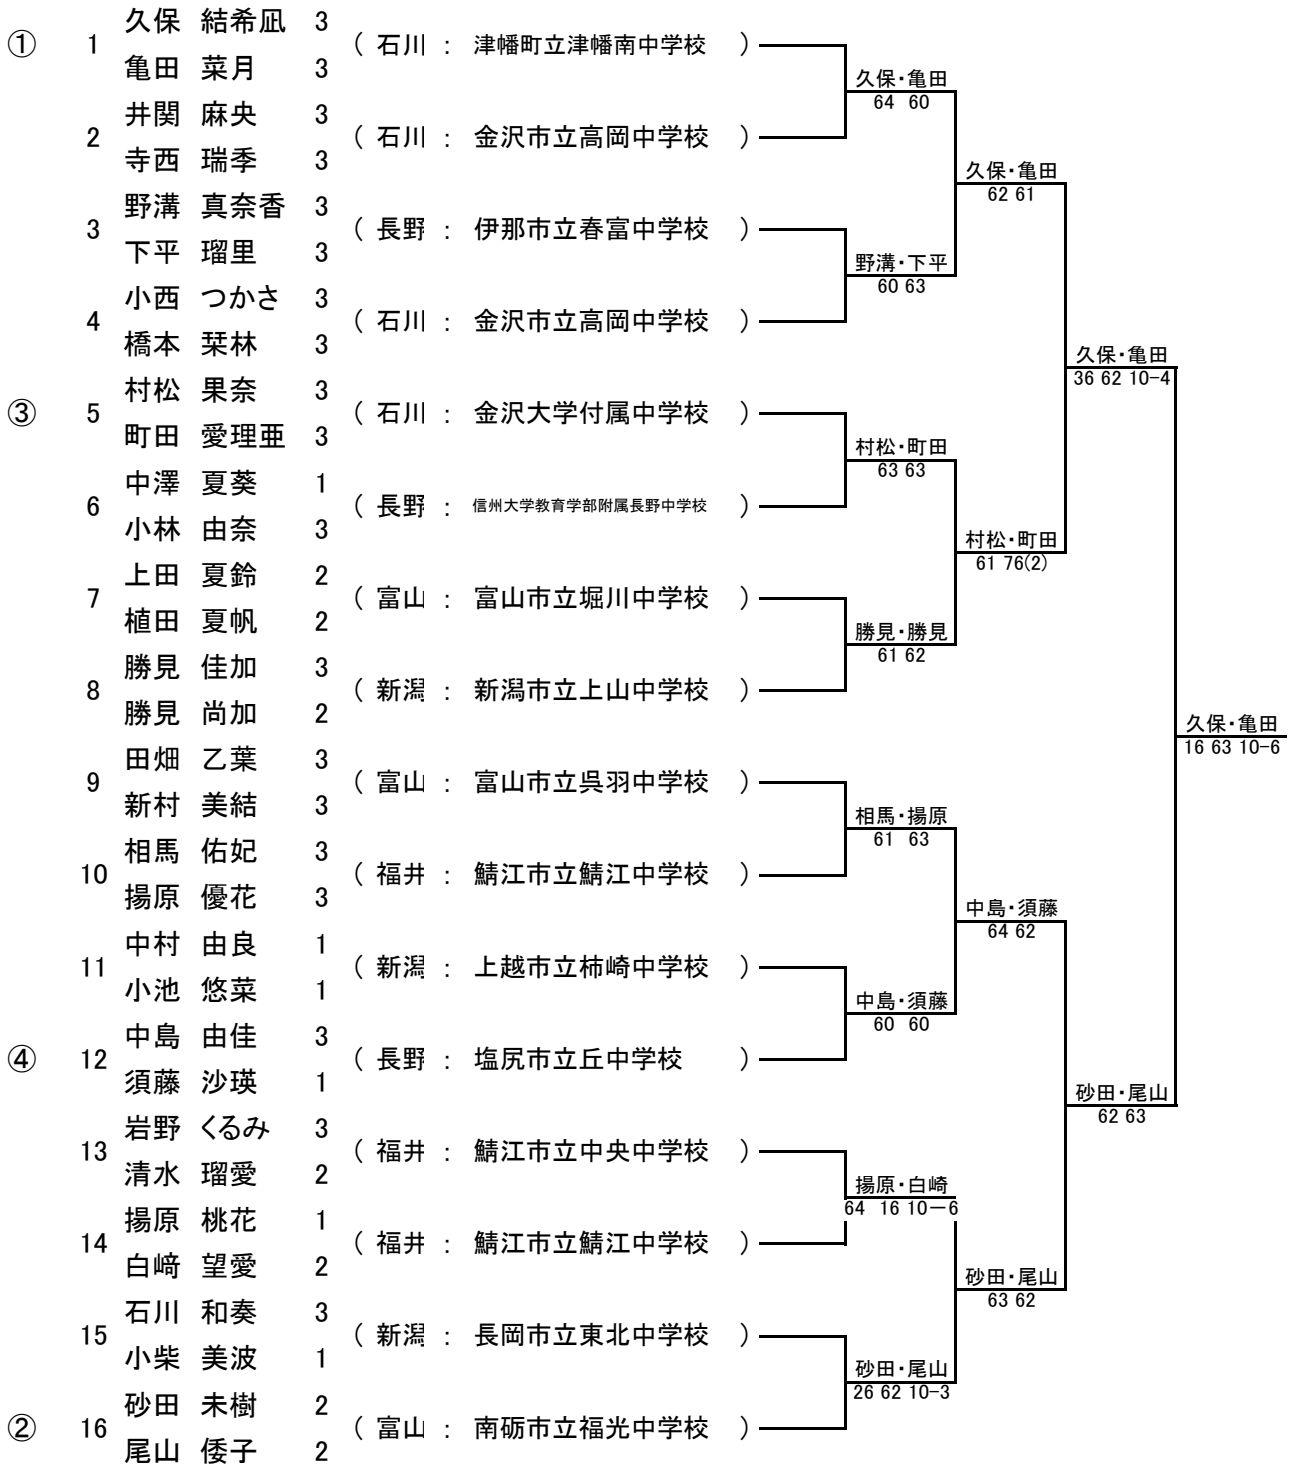 ① 1 久保 結希凪 3
亀田 菜月 3
( 石川 : 津幡町立津幡南中学校 )
2 井関 麻央 3
寺西 瑞季 3
( 石川 : 金沢市立高岡中学校 )
3 野溝 真奈香 3
下平 瑠里 3
( 長野 : 伊那市立春富中学校 )
4 小西 つかさ 3
橋本 栞林 3
( 石川 : 金沢市立高岡中学校 )
③ 5 村松 果奈 3
町田 愛理亜 3
( 石川 : 金沢大学付属中学校 )
6 中澤 夏葵 1
小林 由奈 3
( 長野 : 信州大学教育学部附属長野中学校 )
7 上田 夏鈴 2
植田 夏帆 2
( 富山 : 富山市立堀川中学校 )
8 勝見 佳加 3
勝見 尚加 2
( 新潟 : 新潟市立上山中学校 )
9 田畑 乙葉 3
新村 美結 3
( 富山 : 富山市立呉羽中学校 )
10 相馬 佑妃 3
揚原 優花 3
( 福井 : 鯖江市立鯖江中学校 )
11 中村 由良 1
小池 悠菜 1
( 新潟 : 上越市立柿崎中学校 )
④ 12 中島 由佳 3
須藤 沙瑛 1
( 長野 : 塩尻市立丘中学校 )
13 岩野 くるみ 3
清水 瑠愛 2
( 福井 : 鯖江市立中央中学校 )
14 揚原 桃花 1
白﨑 望愛 2
( 福井 : 鯖江市立鯖江中学校 )
15 石川 和奏 3
小柴 美波 1
( 新潟 : 長岡市立東北中学校 )
② 16 砂田 未樹 2
尾山 倭子 2
( 富山 : 南砺市立福光中学校 )
久保・亀田
64 60
野溝・下平
60 63
村松・町田
63 63
勝見・勝見
61 62
相馬・揚原
61 63
中島・須藤
60 60
揚原・白崎
64 16 10－6
砂田・尾山
26 62 10-3
久保・亀田
62 61
村松・町田
61 76(2)
中島・須藤
64 62
砂田・尾山
63 62
久保・亀田
36 62 10-4
砂田・尾山
62 63
久保・亀田
16 63 10-6